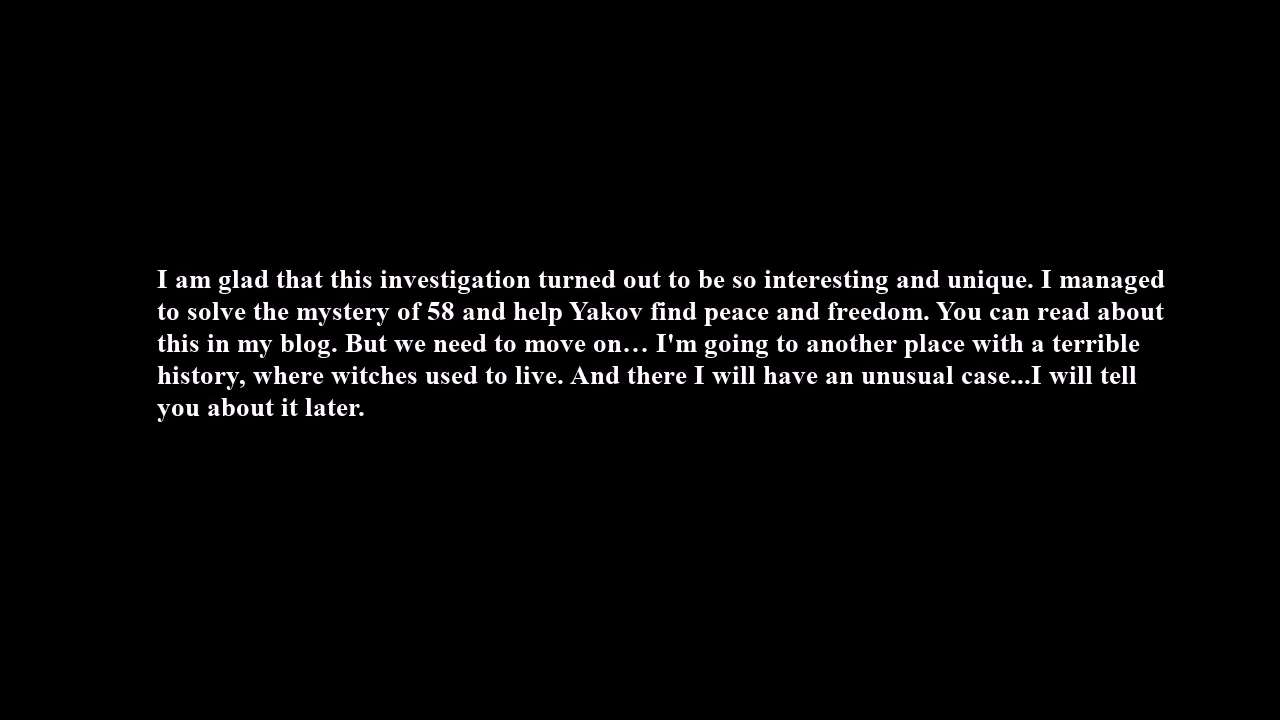 I am glad that this investigation turned out to be so interesting and unique. I managed
to solve the mystery of 58 and help Yakov find peace and freedom. You can read about
this in my blog. But we need to move on… I'm going to another place with a terrible
history, where witches used to live. And there I will have an unusual case...I will tell
you about it later.